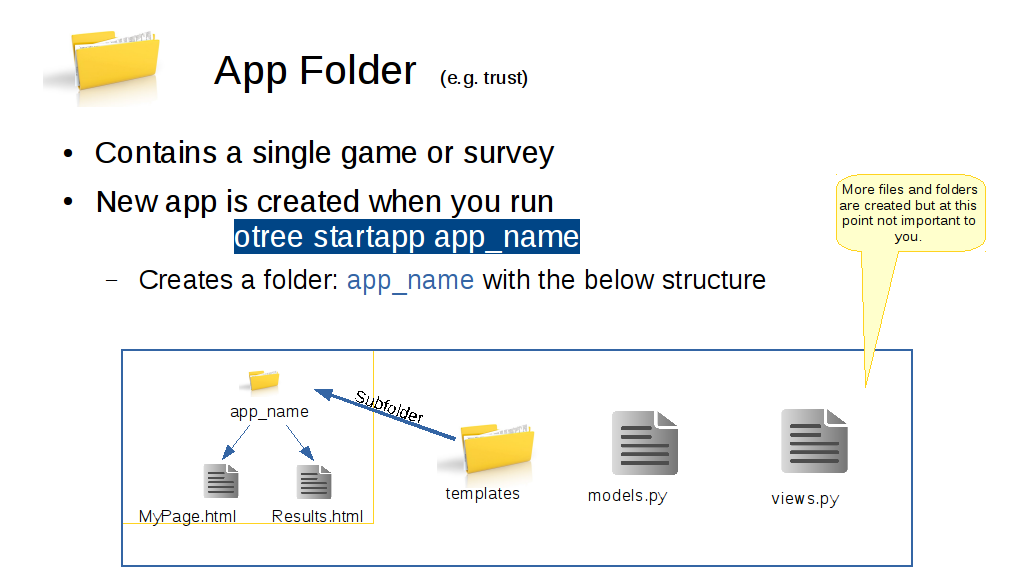 App Folder (e.g. trust)
• Contains a single game or survey
• New app is created when you run
otree startapp app_name
– Creates a folder: app_name with the below structure
More files and folders
are created but at this
point not important to
you.
app_name
Subfolder
MyPage.html
Results.html
templates
models.py
views.py